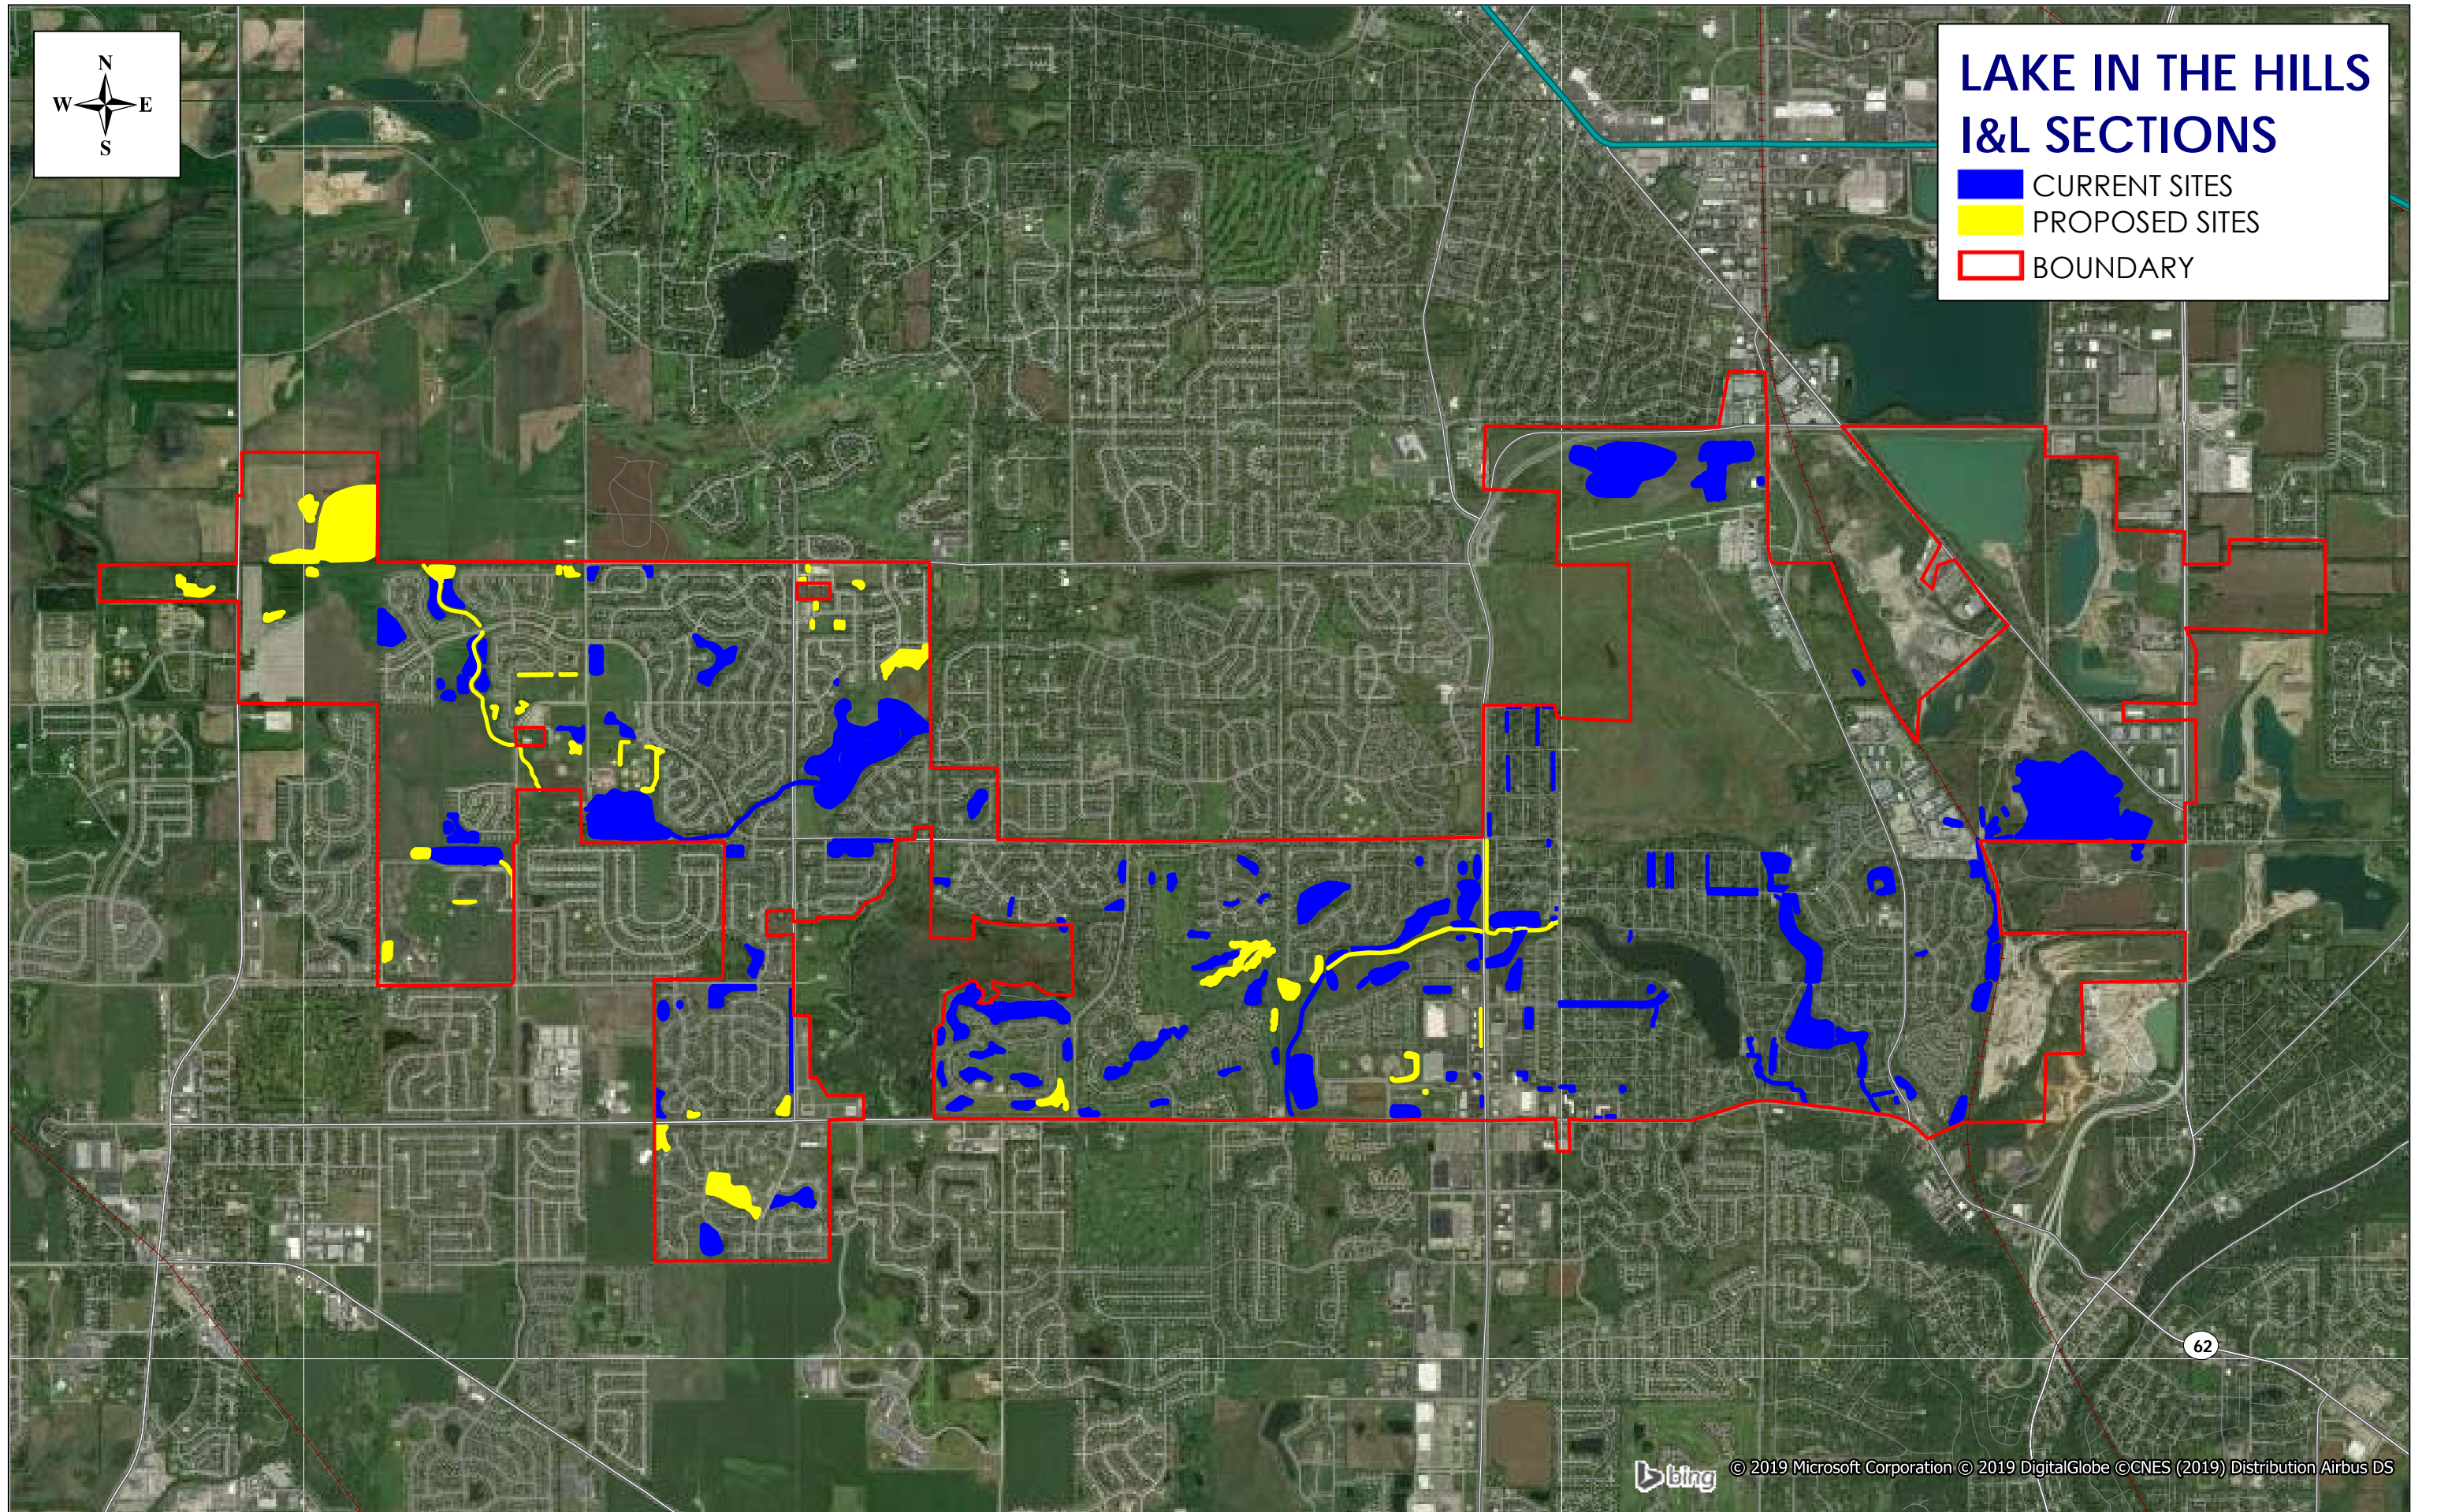 N
W E
S
LAKE IN THE HILLS
I&L SECTIONS
CURRENT SITES
PROPOSED SITES
BOUNDARY
62
bing
© 2019 Microsoft Corporation © 2019 DigitalGlobe ©CNES (2019) Distribution Airbus DS